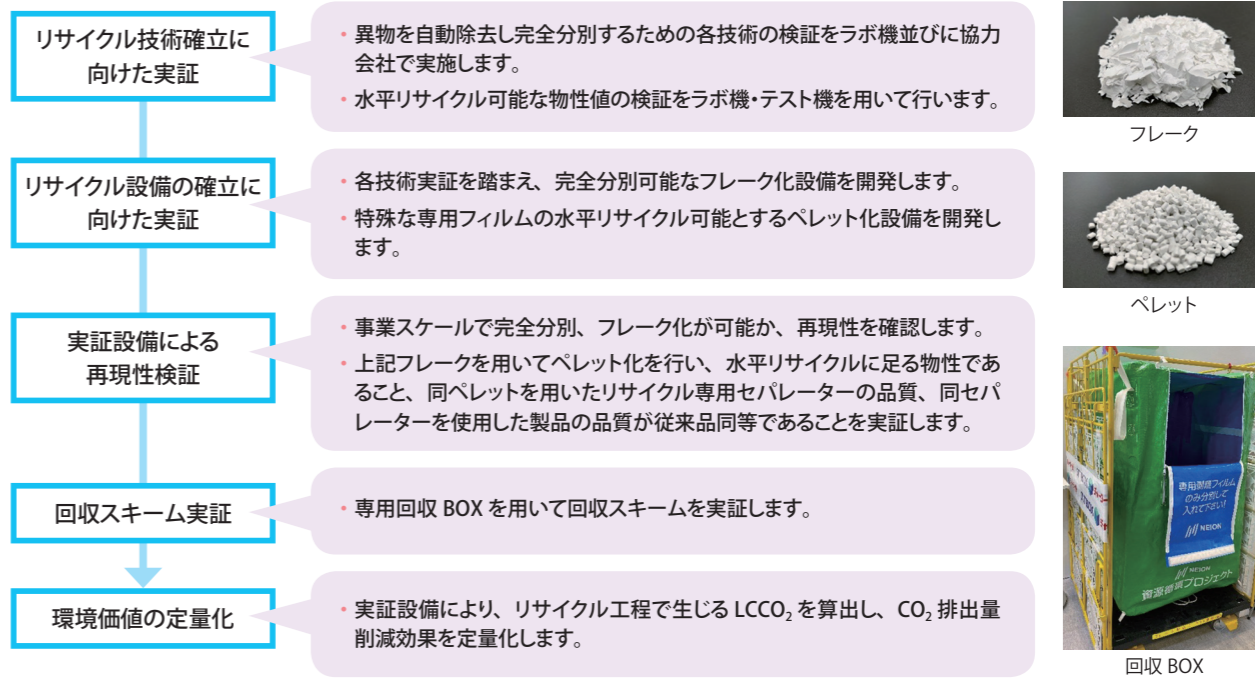 リサイクル技術確立に
向けた実証
・異物を自動除去し完全分別するための各技術の検証をラボ機並びに協力
会社で実施します。
・水平リサイクル可能な物性値の検証をラボ機・テスト機を用いて行います。
フレーク
リサイクル設備の確立に
向けた実証
・各技術実証を踏まえ、完全分別可能なフレーク化設備を開発します。
・特殊な専用フィルムの水平リサイクル可能とするペレット化設備を開発し
ます。
ペレット
実証設備による
再現性検証
・事業スケールで完全分別、フレーク化が可能か、再現性を確認します。
・上記フレークを用いてペレット化を行い、水平リサイクルに足る物性であ
ること、同ペレットを用いたリサイクル専用セパレーターの品質、同セパ
レーターを使用した製品の品質が従来品同等であることを実証します。
回収スキーム実証
・専用回収 BOX を用いて回収スキームを実証します。
環境価値の定量化
・実証設備により、リサイクル工程で生じる LCCO₂ を算出し、CO₂ 排出量
削減効果を定量化します。
フィルム
のみ分別して
入れて下さい!
NEION
NEION
資源循環プロジェクト
回収 BOX